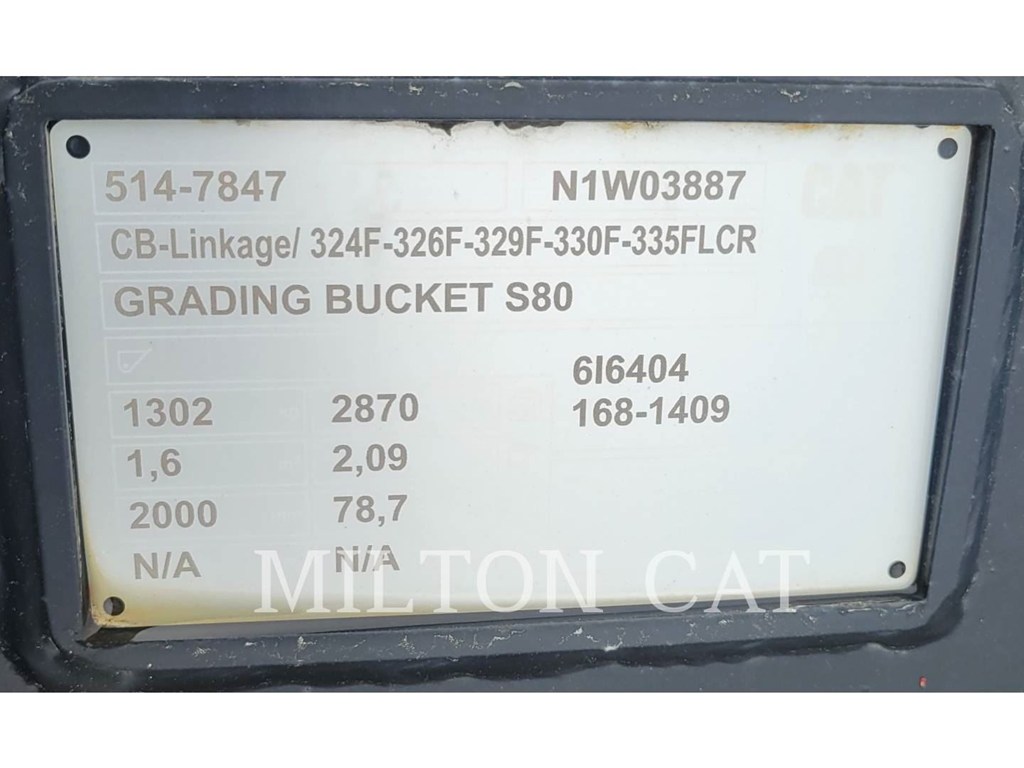 514-7847 N1W03887
CB-Linkage/ 324F-326F-329F-330F-335FLCR
GRADING BUCKET S80
6I6404
1302 2870 168-1409
1,6 2,09
2000 78,7
N/A N/A
MILTON CAT